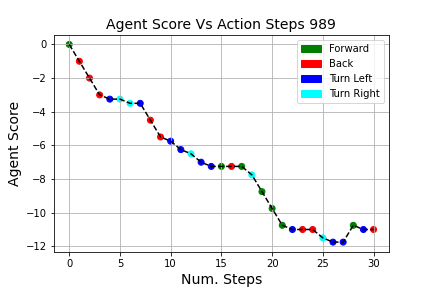 Agent Score Vs Action Steps 989
Forward
Back
Turn Left
Turn Right
Agent Score
0
−2
−4
−6
−8
−10
−12
0 5 10 15 20 25 30
Num. Steps